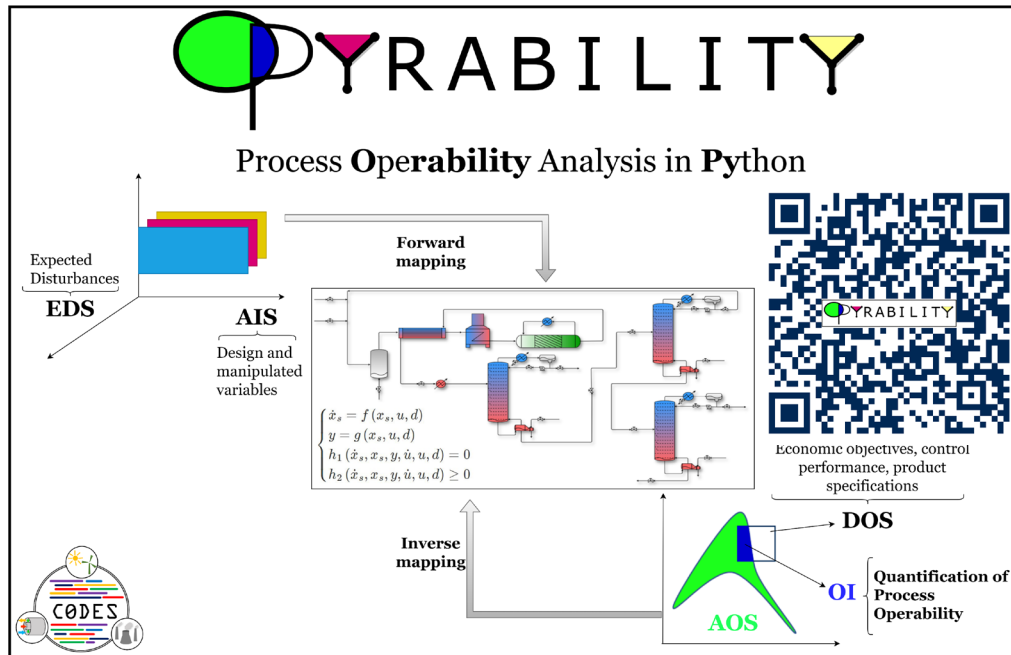 OPYRABILITY
Process Operability Analysis in Python
Expected
Disturbances
EDS
AIS
Design and
manipulated
variables
Forward
mapping
PYRABILITY
ẋₛ = f (xₛ, u, d)
y = g (xₛ, u, d)
h₁ (ẋₛ, xₛ, y, u̇, u, d) = 0
h₂ (ẋₛ, xₛ, y, u̇, u, d) ≥ 0
Economic objectives, control
performance, product
specifications
DOS
Inverse
mapping
OI
Quantification of
Process
Operability
AOS
C0DES